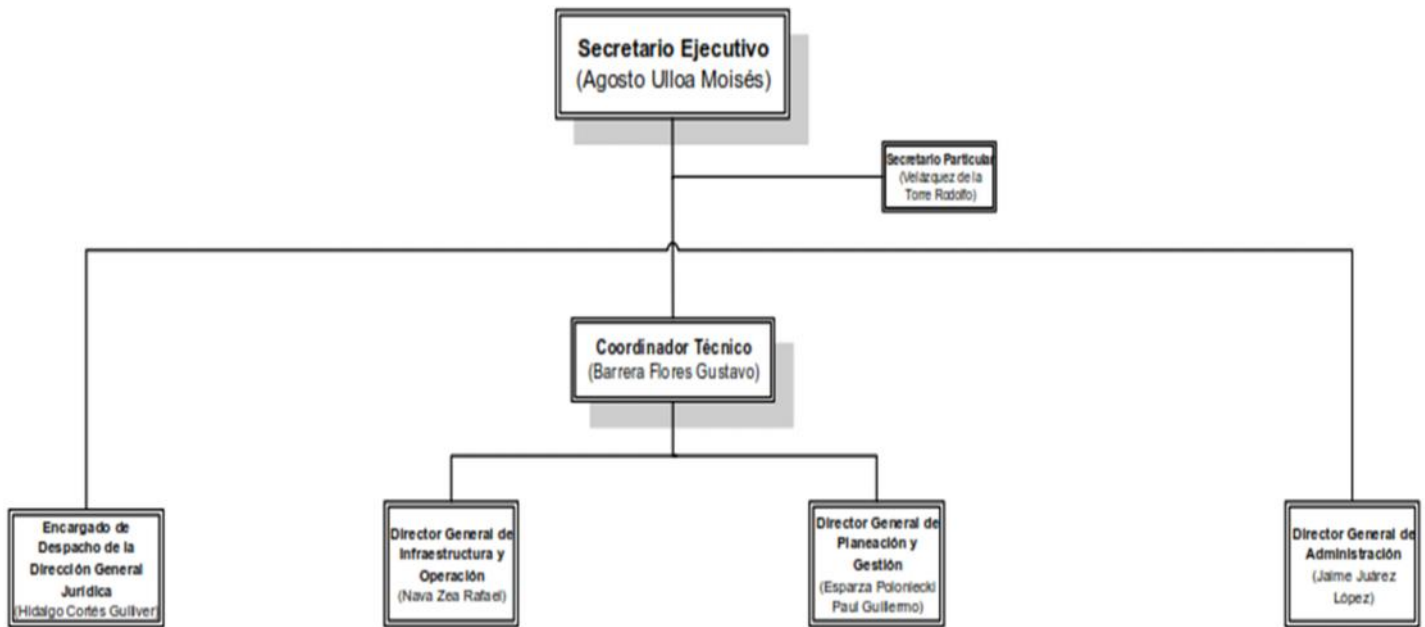 Secretario Ejecutivo
(Agosto Ulloa Moisés)
Secretario Particular
(Velázquez de la
Torre Rodolfo)
Coordinador Técnico
(Barrera Flores Gustavo)
Encargado de
Despacho de la
Dirección General
Jurídica
(Hidalgo Cortés Gulliver)
Director General de
Infraestructura y
Operación
(Nava Zea Rafael)
Director General de
Planeación y
Gestión
(Esparza Poloniecki
Paul Guillermo)
Director General de
Administración
(Jaime Juárez
López)